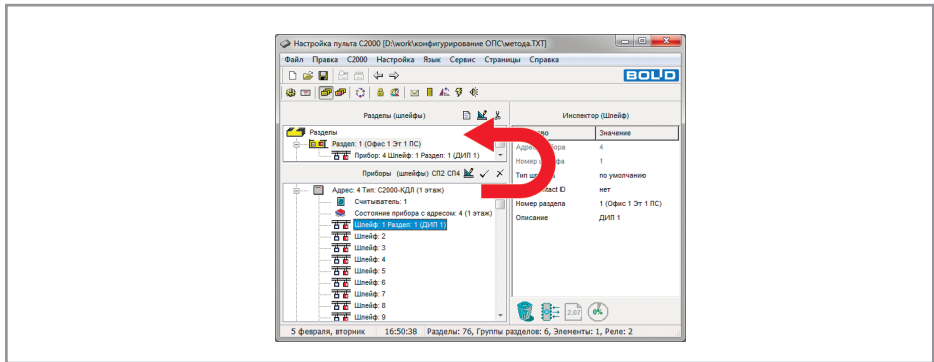 Настройка пульта С2000 [D:\work\конфигурирование ОПС\метода.TXT]
Файл Правка С2000 Настройка Язык Сервис Страницы Справка
BOLID
Разделы (шлейфы)
Разделы
Раздел: 1 (Офис 1 Эт 1 ПС)
Прибор: 4 Шлейф: 1 Раздел: 1 (ДИП 1)
Приборы (шлейфы) СП2 СП4
Адрес: 4 Тип: С2000-КДЛ (1 этаж)
Считыватель: 1
Состояние прибора с адресом: 4 (1 этаж)
Шлейф: 1 Раздел: 1 (ДИП 1)
Шлейф: 2
Шлейф: 3
Шлейф: 4
Шлейф: 5
Шлейф: 6
Шлейф: 7
Шлейф: 8
Шлейф: 9
Инспектор (Шлейф)
Значение
4
1
Тип по умолчанию
ID нет
Номер раздела 1 (Офис 1 Эт 1 ПС)
Описание ДИП 1
2.07
0%
5 февраля, вторник 16:50:38 Разделы: 76, Группы разделов: 6, Элементы: 1, Реле: 2